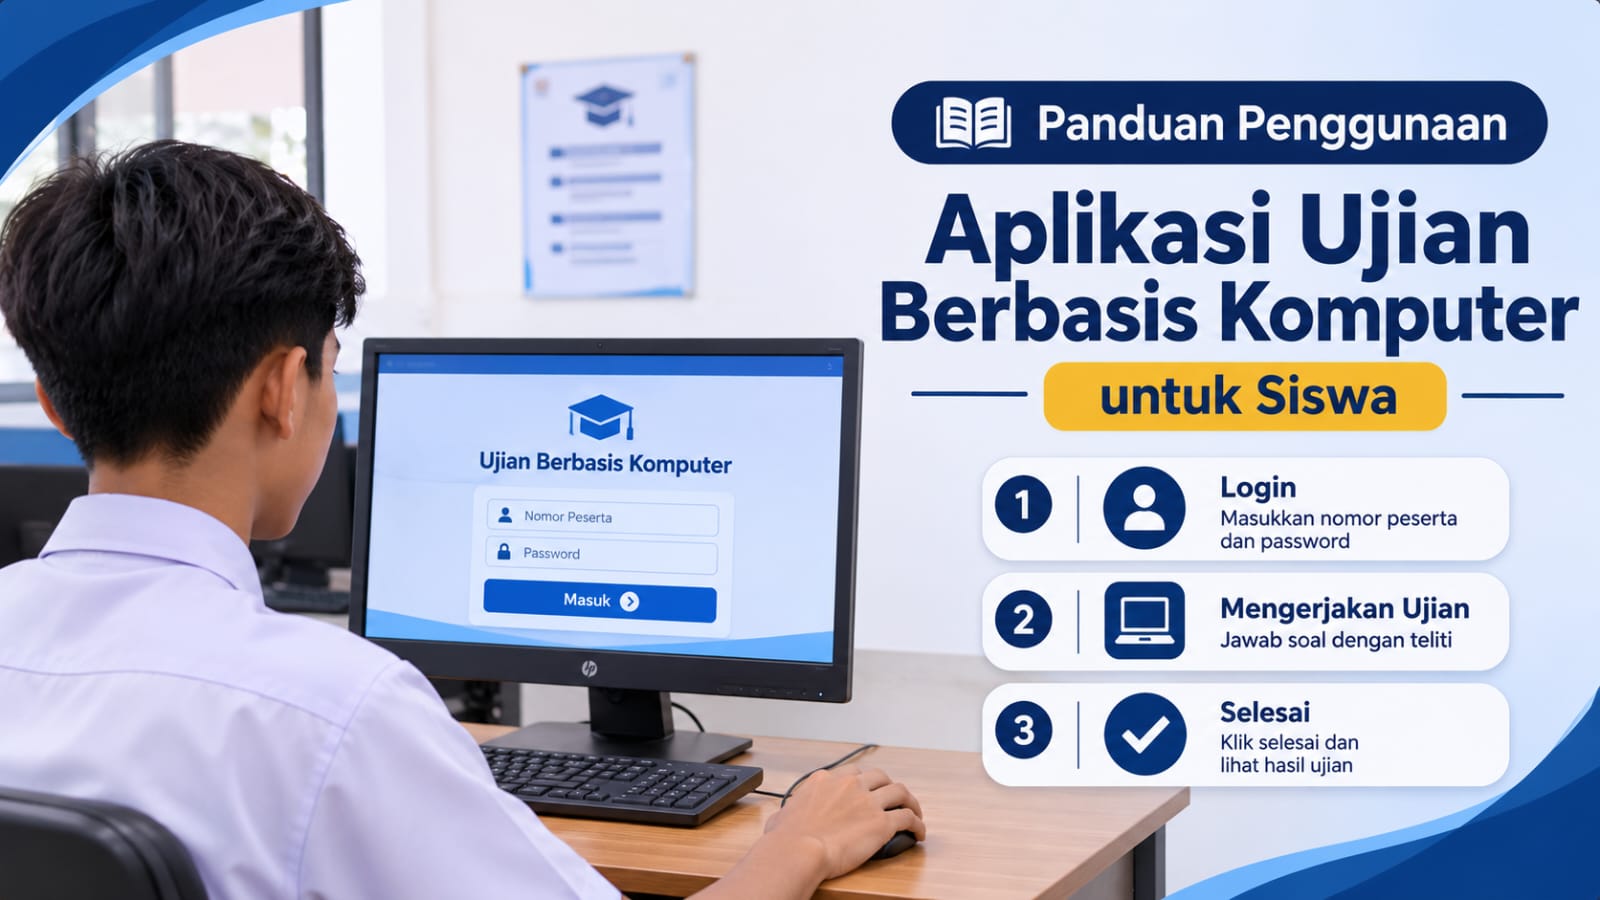 Panduan Penggunaan
Aplikasi Ujian
Berbasis Komputer
untuk Siswa
1
Login
Masukkan nomor peserta
dan password
2
Mengerjakan Ujian
Jawab soal dengan teliti
3
Selesai
Klik selesai dan
lihat hasil ujian
Ujian Berbasis Komputer
Nomor Peserta
Password
Masuk
hp